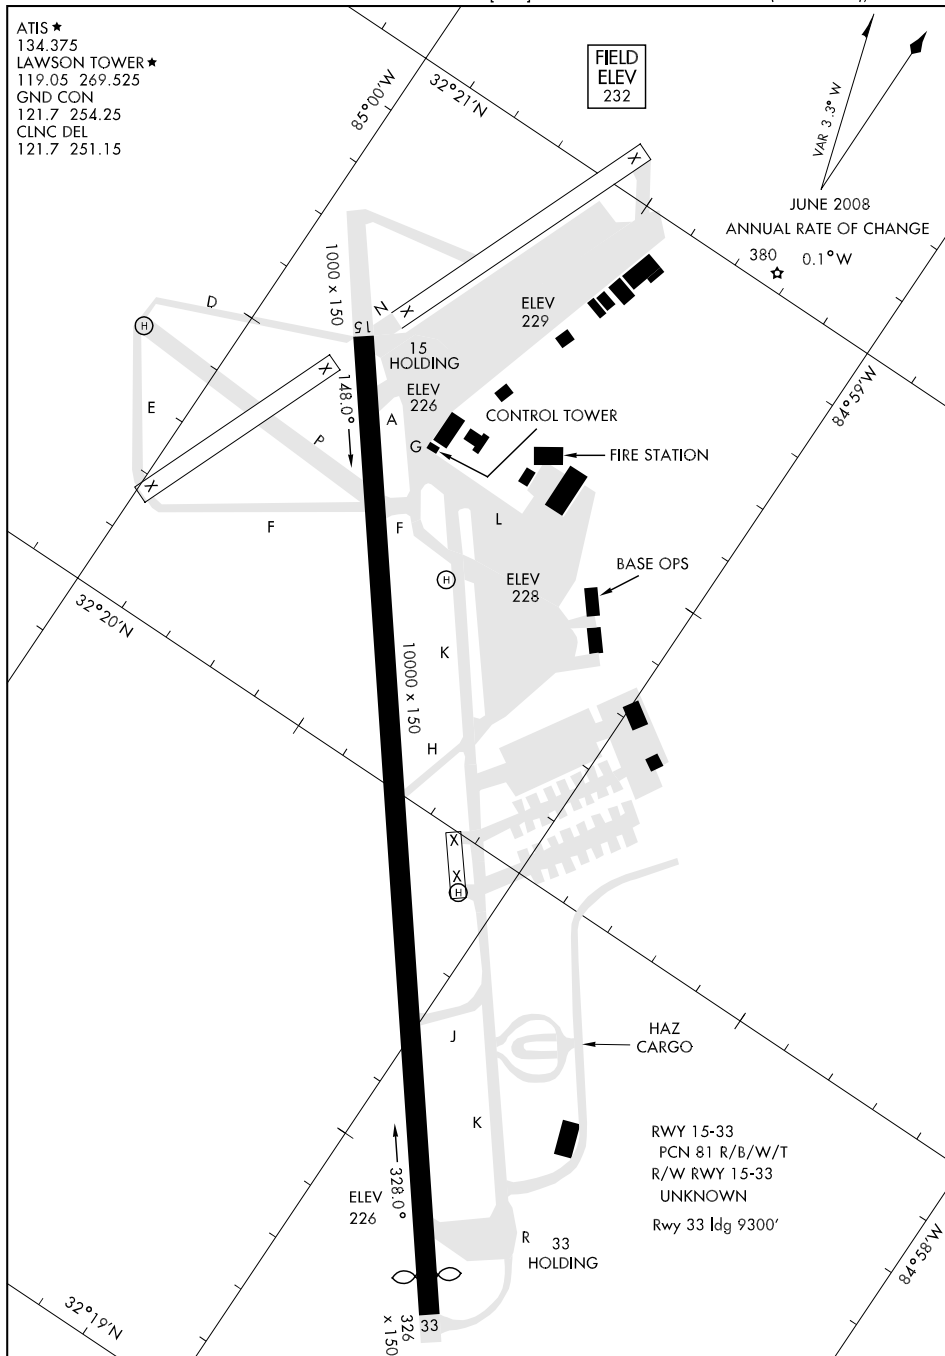 ATIS ★
134.375
LAWSON TOWER ★
119.05 269.525
GND CON
121.7 254.25
CLNC DEL
121.7 251.15
85°00'W
32°21'N
FIELD
ELEV
232
VAR 3.3° W
JUNE 2008
ANNUAL RATE OF CHANGE
0.1° W
380
X
D
1000 x 150
N
X
ELEV
229
H
15
15
HOLDING
X
148.0°
ELEV
226
84°59'W
E
A
CONTROL TOWER
P
G
FIRE STATION
X
F
F
L
H
ELEV
228
BASE OPS
32°20'N
K
10000 x 150
H
X
X
H
J
HAZ
CARGO
K
RWY 15-33
PCN 81 R/B/W/T
R/W RWY 15-33
UNKNOWN
Rwy 33 ldg 9300'
328.0°
ELEV
226
R
33
HOLDING
84°58'W
32°19'N
326
x 150
33